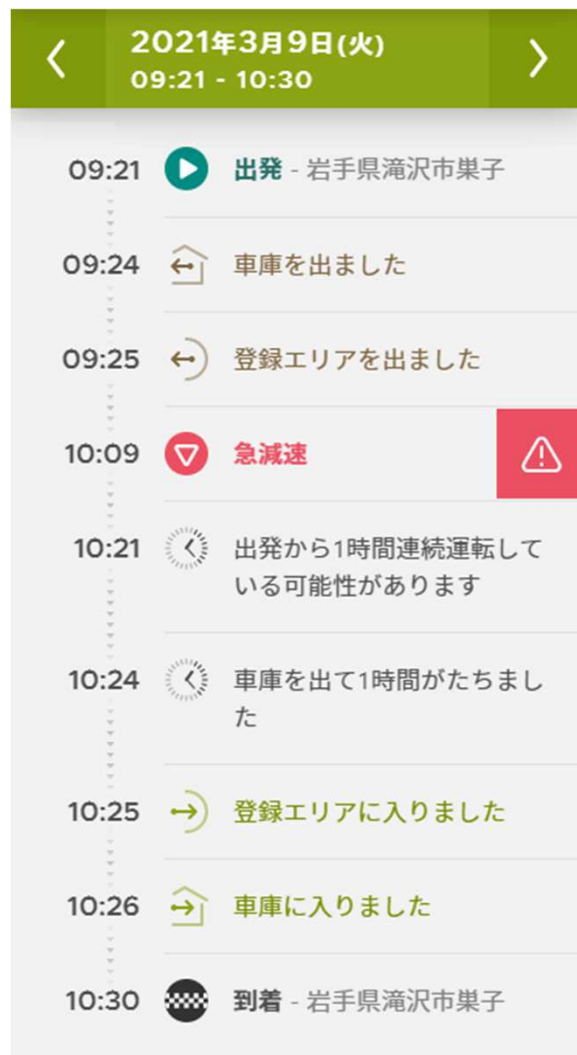 2021年3月9日(火)
09:21 - 10:30
09:21 出発 - 岩手県滝沢市巣子
09:24 車庫を出ました
09:25 登録エリアを出ました
10:09 急減速
10:21 出発から1時間連続運転して
いる可能性があります
10:24 車庫を出て1時間がたちまし
た
10:25 登録エリアに入りました
10:26 車庫に入りました
10:30 到着 - 岩手県滝沢市巣子